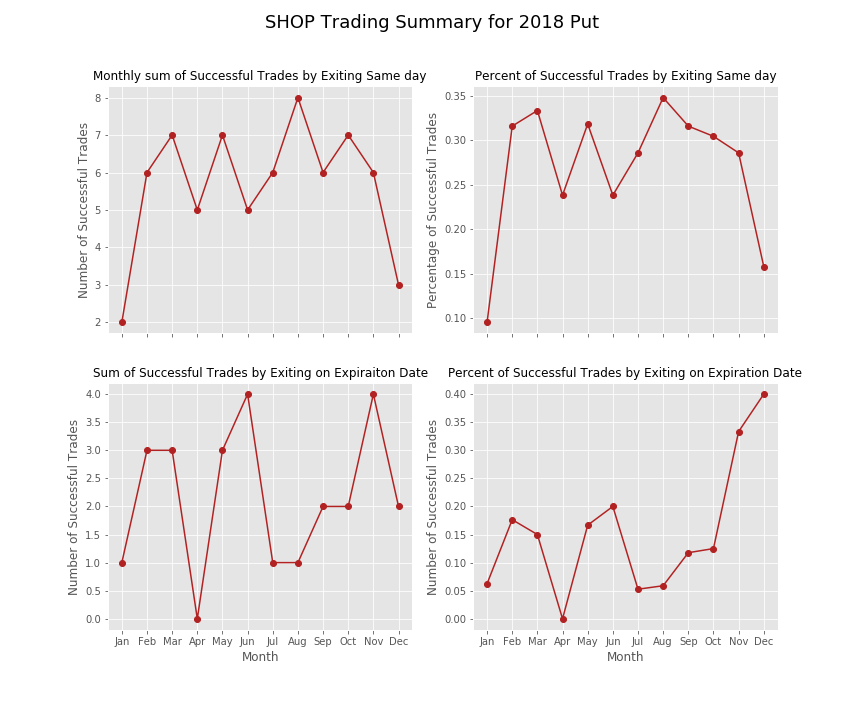 SHOP Trading Summary for 2018 Put
Monthly sum of Successful Trades by Exiting Same day
Number of Successful Trades
8
7
6
5
4
3
2
Percent of Successful Trades by Exiting Same day
Percentage of Successful Trades
0.35
0.30
0.25
0.20
0.15
0.10
Sum of Successful Trades by Exiting on Expiraiton Date
Number of Successful Trades
4.0
3.5
3.0
2.5
2.0
1.5
1.0
0.5
0.0
Jan Feb Mar Apr May Jun Jul Aug Sep Oct Nov Dec
Month
Percent of Successful Trades by Exiting on Expiration Date
Number of Successful Trades
0.40
0.35
0.30
0.25
0.20
0.15
0.10
0.05
0.00
Jan Feb Mar Apr May Jun Jul Aug Sep Oct Nov Dec
Month